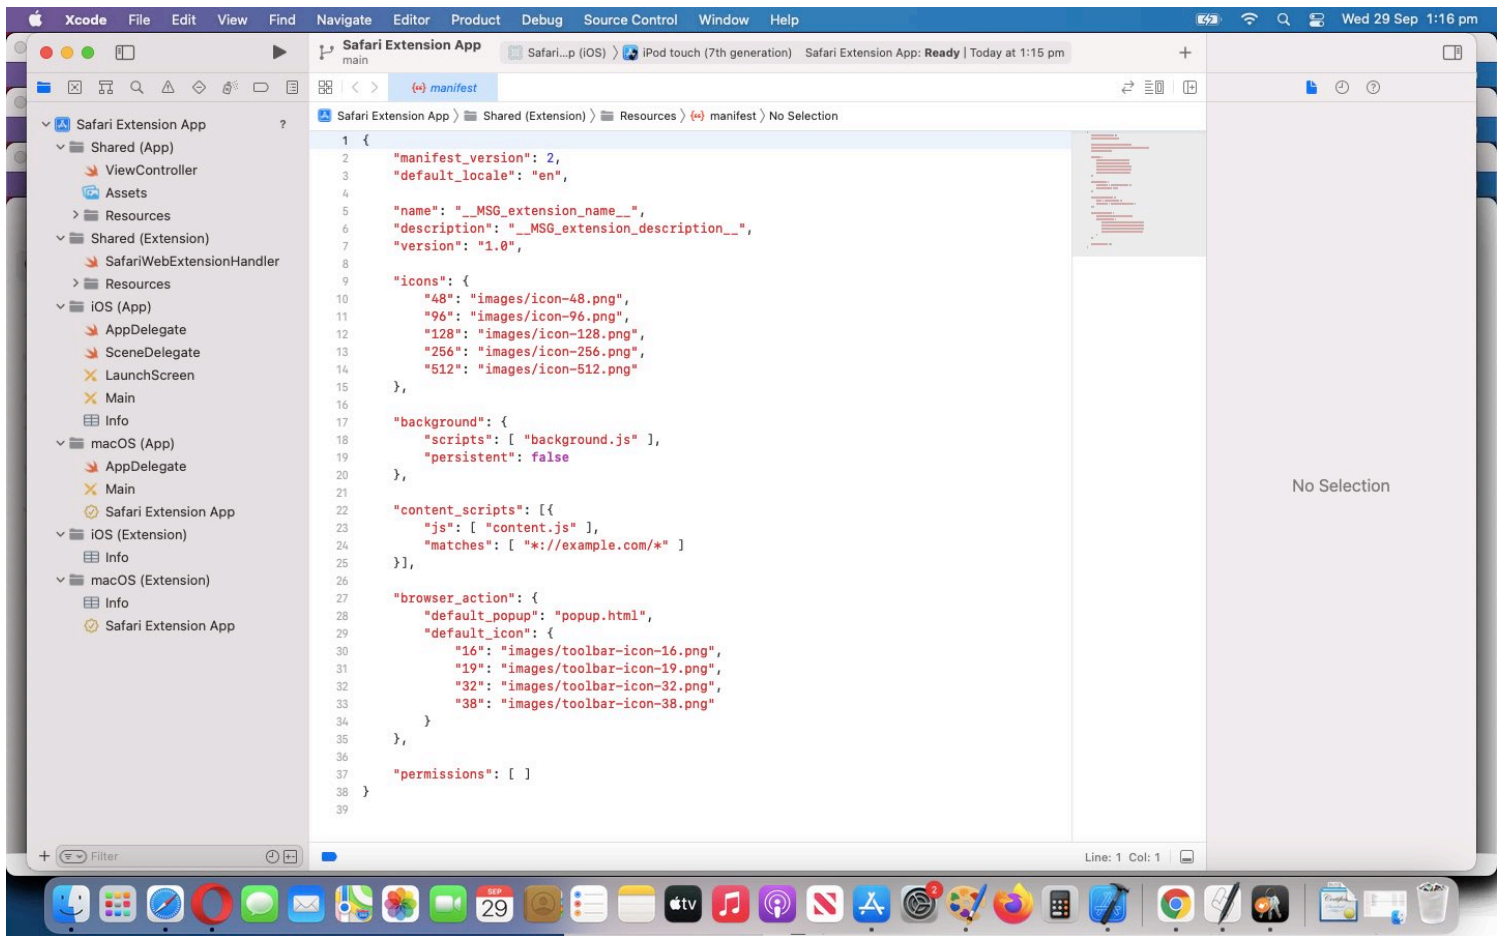 Xcode File Edit View Find Navigate Editor Product Debug Source Control Window Help Wed 29 Sep 1:16 pm
Safari Extension App
main
Safari...p (iOS) iPod touch (7th generation) Safari Extension App: Ready | Today at 1:15 pm
manifest
Safari Extension App Shared (Extension) Resources manifest No Selection
Safari Extension App ?
Shared (App)
ViewController
Assets
Resources
Shared (Extension)
SafariWebExtensionHandler
Resources
iOS (App)
AppDelegate
SceneDelegate
LaunchScreen
Main
Info
macOS (App)
AppDelegate
Main
Safari Extension App
iOS (Extension)
Info
macOS (Extension)
Info
Safari Extension App
Filter
1 {
2 "manifest_version": 2,
3 "default_locale": "en",
4
5 "name": "__MSG_extension_name__",
6 "description": "__MSG_extension_description__",
7 "version": "1.0",
8
9 "icons": {
10 "48": "images/icon-48.png",
11 "96": "images/icon-96.png",
12 "128": "images/icon-128.png",
13 "256": "images/icon-256.png",
14 "512": "images/icon-512.png"
15 },
16
17 "background": {
18 "scripts": [ "background.js" ],
19 "persistent": false
20 },
21
22 "content_scripts": [{
23 "js": [ "content.js" ],
24 "matches": [ "*://example.com/*" ]
25 }],
26
27 "browser_action": {
28 "default_popup": "popup.html",
29 "default_icon": {
30 "16": "images/toolbar-icon-16.png",
31 "19": "images/toolbar-icon-19.png",
32 "32": "images/toolbar-icon-32.png",
33 "38": "images/toolbar-icon-38.png"
34 }
35 },
36
37 "permissions": [ ]
38 }
39
No Selection
Line: 1 Col: 1
SEP
29
tv
2